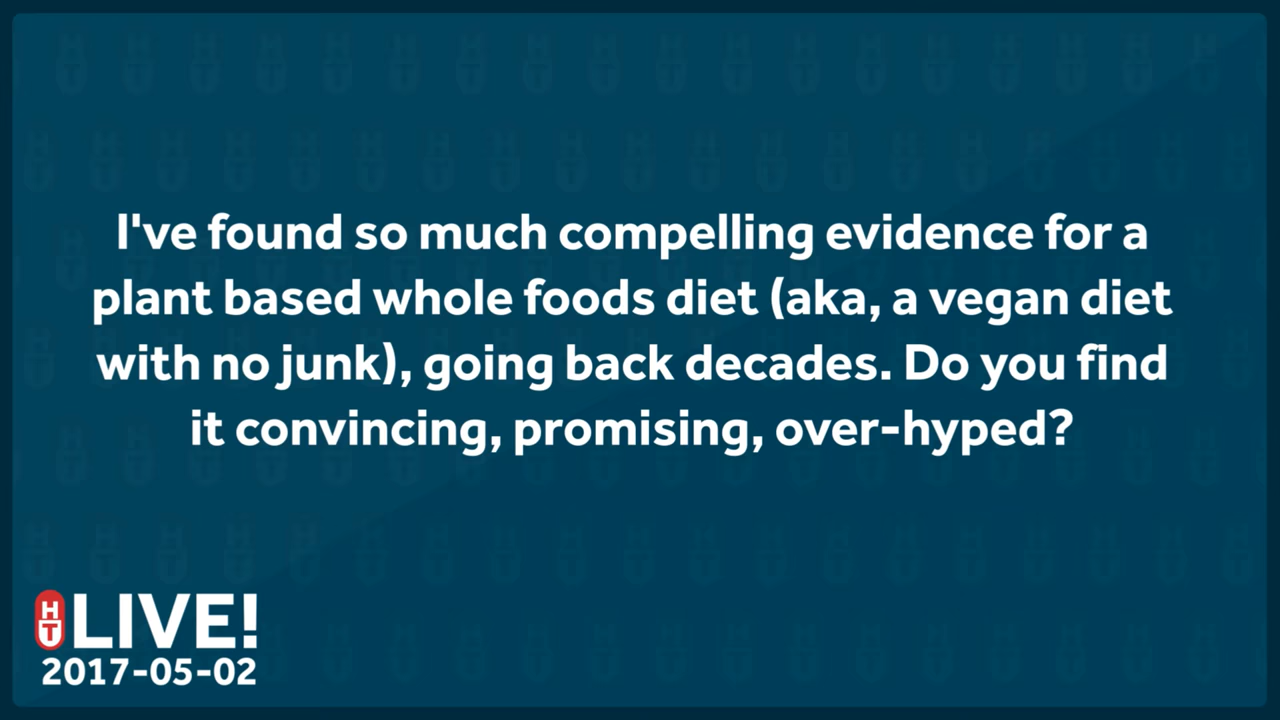 I've found so much compelling evidence for a
plant based whole foods diet (aka, a vegan diet
with no junk), going back decades. Do you find
it convincing, promising, over-hyped?
HT LIVE!
2017-05-02